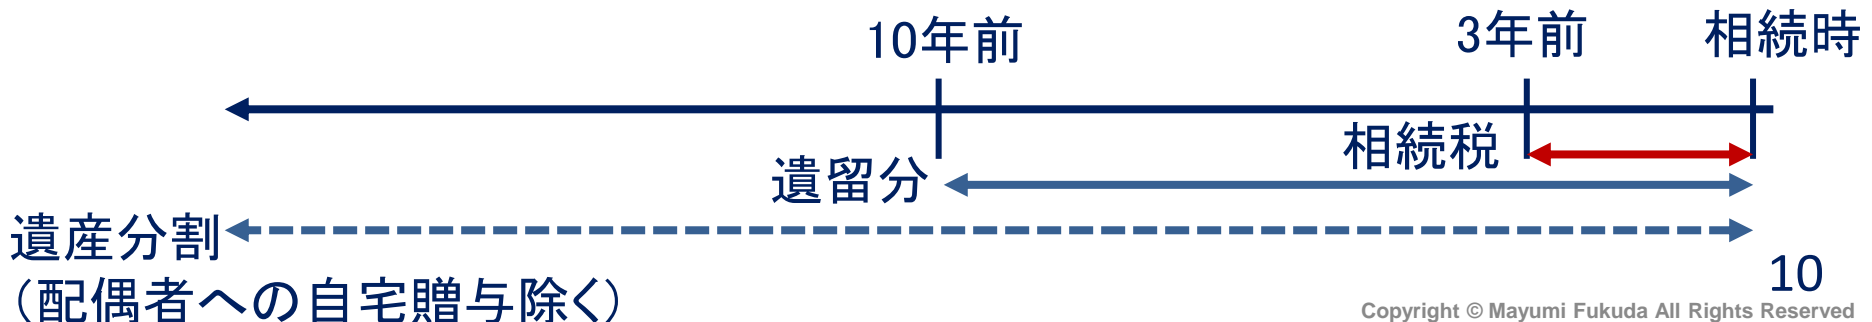 10年前
3年前
相続時
相続税
遺留分
遺産分割
（配偶者への自宅贈与除く）
10
Copyright © Mayumi Fukuda All Rights Reserved